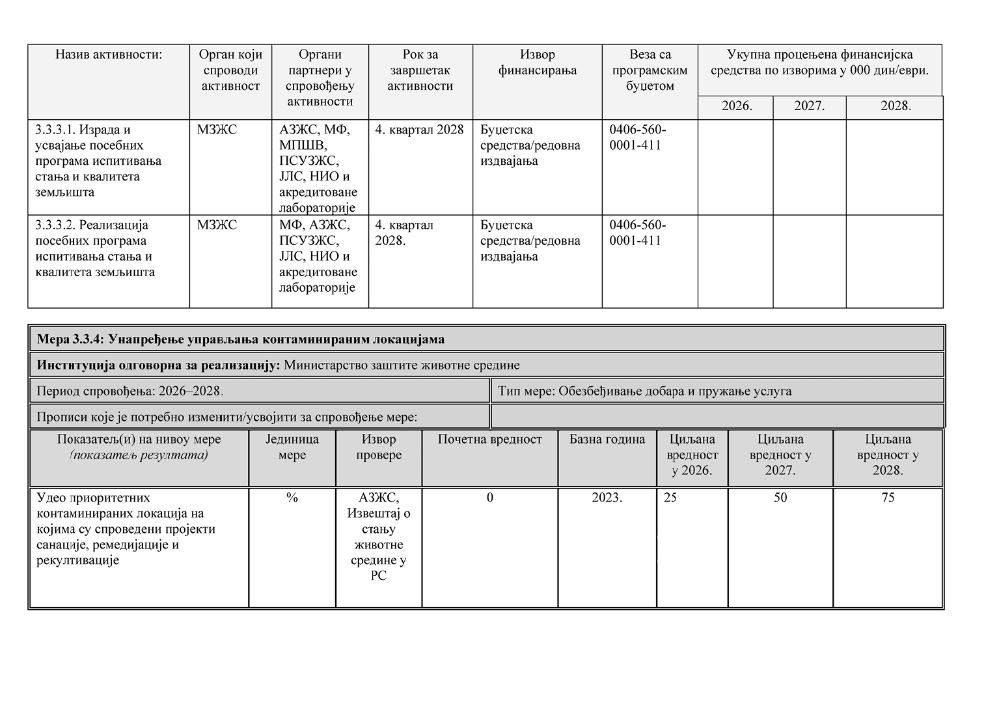 Назив активности:
Орган који
спроводи
активност
Органи
партнери у
спровођењу
активности
Рок за
завршетак
активности
Извор
финансирања
Веза са
програмским
буџетом
Укупна процењена финансијска
средства по изворима у 000 дин/еври.
2026.
2027.
2028.
3.3.3.1. Израда и
усвајање посебних
програма испитивања
стања и квалитета
земљишта
МЗЖС
АЗЖС, МФ,
МПШВ,
ПСУЗЖС,
ЈЛС, НИО и
акредитоване
лабораторије
4. квартал 2028
Буџетска
средства/редовна
издвајања
0406-560-
0001-411
3.3.3.2. Реализација
посебних програма
испитивања стања и
квалитета земљишта
МЗЖС
МФ, АЗЖС,
ПСУЗЖС,
ЈЛС, НИО и
акредитоване
лабораторије
4. квартал
2028.
Буџетска
средства/редовна
издвајања
0406-560-
0001-411
Мера 3.3.4: Унапређење управљања контаминираним локацијама
Институција одговорна за реализацију: Министарство заштите животне средине
Период спровођења: 2026–2028.
Тип мере: Обезбеђивање добара и пружање услуга
Прописи које је потребно изменити/усвојити за спровођење мере:
Показатељ(и) на нивоу мере
(показатељ резултата)
Јединица
мере
Извор
провере
Почетна вредност
Базна година
Циљана
вредност
у 2026.
Циљана
вредност у
2027.
Циљана
вредност у
2028.
Удео приоритетних
контаминираних локација на
којима су спроведени пројекти
санације, ремедијације и
рекултивације
%
АЗЖС,
Извештај о
стању
животне
средине у
РС
0
2023.
25
50
75